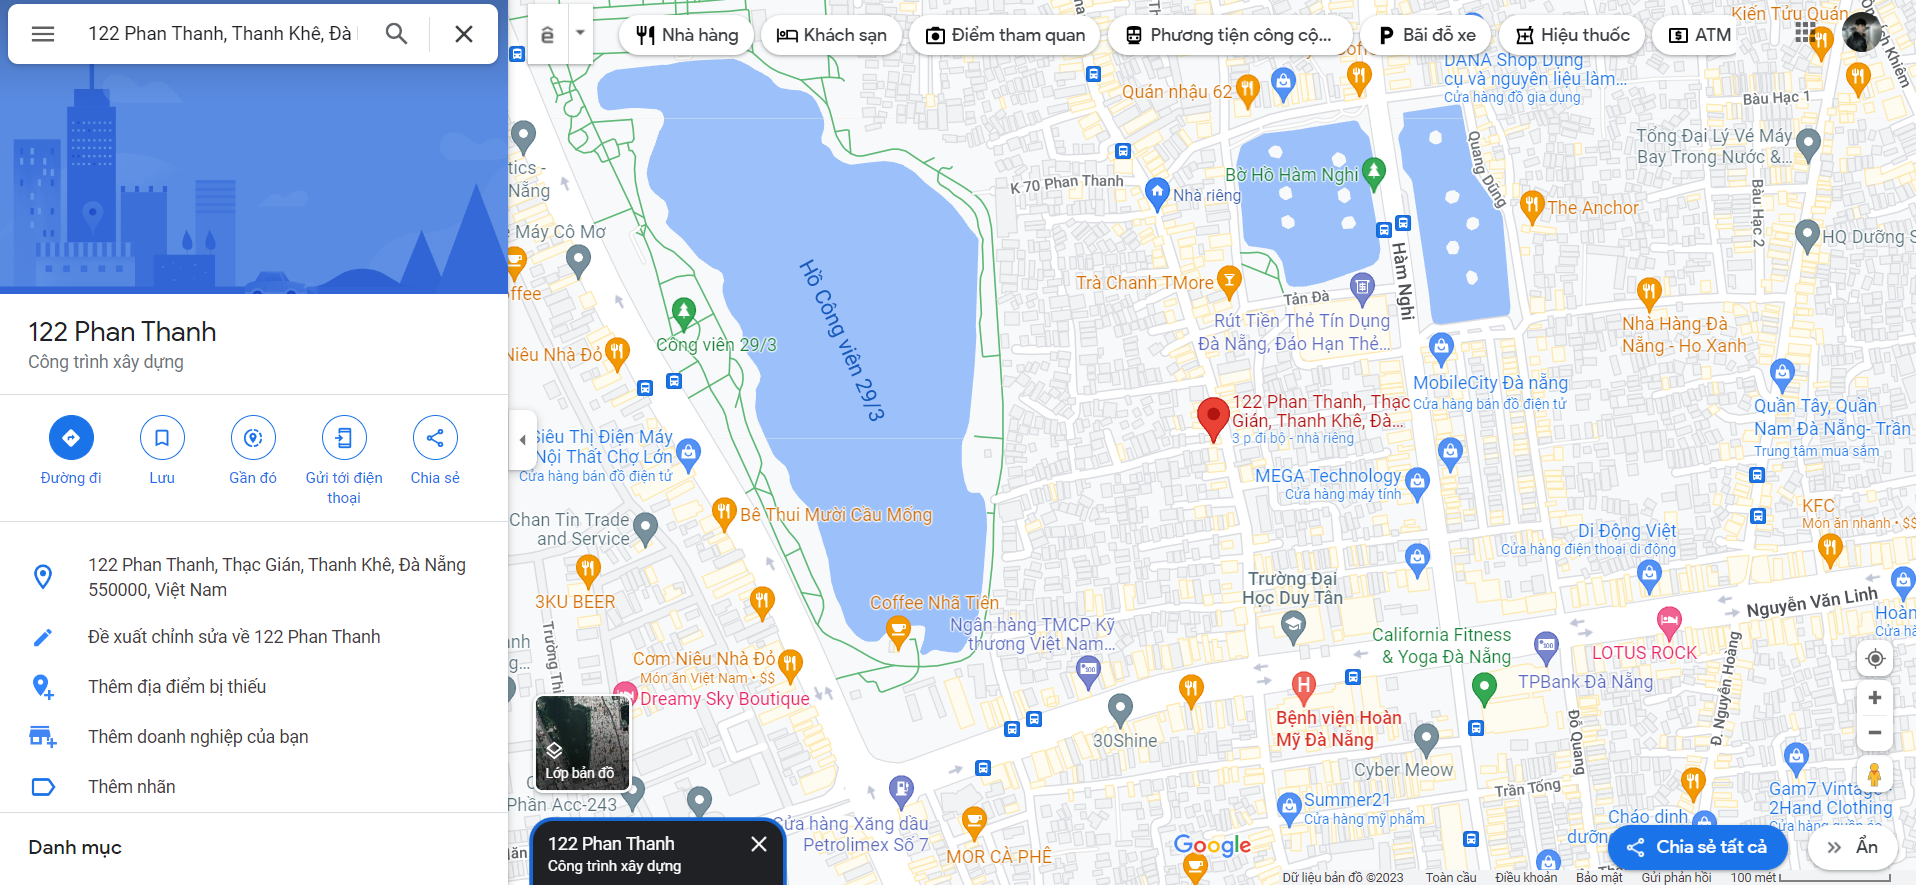 122 Phan Thanh, Thanh Khê, Đà
122 Phan Thanh
Công trình xây dựng
Đường đi
Lưu
Gần đó
Gửi tới điện
thoại
Chia sẻ
122 Phan Thanh, Thạc Gián, Thanh Khê, Đà Nẵng
550000, Việt Nam
Đề xuất chỉnh sửa về 122 Phan Thanh
Thêm địa điểm bị thiếu
Thêm doanh nghiệp của bạn
Thêm nhãn
Danh mục
ê
Nhà hàng
Khách sạn
Điểm tham quan
Phương tiện công cộ...
Bãi đỗ xe
Hiệu thuốc
ATM
Kiến Tửu Quán
DANA Shop Dụng
cụ và nguyên liệu làm...
Cửa hàng đồ gia dụng
Quán nhậu 62
Bàu Hạc 1
Tổng Đại Lý Vé Máy
Bay Trong Nước &...
Quang Dũng
Bàu Hạc 2
tics -
Nẵng
K 70 Phan Thanh
Nhà riêng
Bờ Hồ Hàm Nghi
The Anchor
HQ Dưỡng S
Máy Cô Mơ
ffee
Hồ Công viên 29/3
Hàm Nghi
Trà Chanh TMore
Tản Đà
Rút Tiền Thẻ Tín Dụng
Đà Nẵng, Đáo Hạn Thẻ...
Nhà Hàng Đà
Nẵng - Ho Xanh
Niêu Nhà Đỏ
Công viên 29/3
MobileCity Đà nẵng
Cửa hàng bán đồ điện tử
122 Phan Thanh, Thạc
Gián, Thanh Khê, Đà...
3 p đi bộ - nhà riêng
Quần Tây, Quần
Nam Đà Nẵng- Trần
Trung tâm mua sắm
Siêu Thị Điện Máy
Nội Thất Chợ Lớn
Cửa hàng bán đồ điện tử
MEGA Technology
Cửa hàng máy tính
Chan Tin Trade
and Service
Bê Thui Mười Cầu Mống
KFC
Món ăn nhanh • $$
Di Động Việt
Cửa hàng điện thoại di động
3KU BEER
Trường Đại
Học Duy Tân
Coffee Nhã Tiên
Nguyễn Văn Linh
Hoàn
Cửa hà
Ngân hàng TMCP Kỹ
thương Việt Nam...
California Fitness
& Yoga Đà Nẵng
LOTUS ROCK
Cơm Niêu Nhà Đỏ
Món ăn Việt Nam • $$
Dreamy Sky Boutique
TPBank Đà Nẵng
Đ. Nguyễn Hoàng
Bệnh viện Hoàn
Mỹ Đà Nẵng
30Shine
Đỗ Quang
Cyber Meow
Trần Tống
Lớp bản đồ
Phần Acc-243
Summer21
Cửa hàng mỹ phẩm
Gam7 Vintage -
2Hand Clothing
Cửa hàng quần áo
Cháo dinh
dưỡng
Cửa hàng Xăng dầu
Petrolimex Số 7
MOR CÀ PHÊ
122 Phan Thanh
Công trình xây dựng
Google
Chia sẻ tất cả
Ẩn
Dữ liệu bản đồ ©2023
Toàn cầu
Điều khoản
Bảo mật
Gửi phản hồi
100 mét